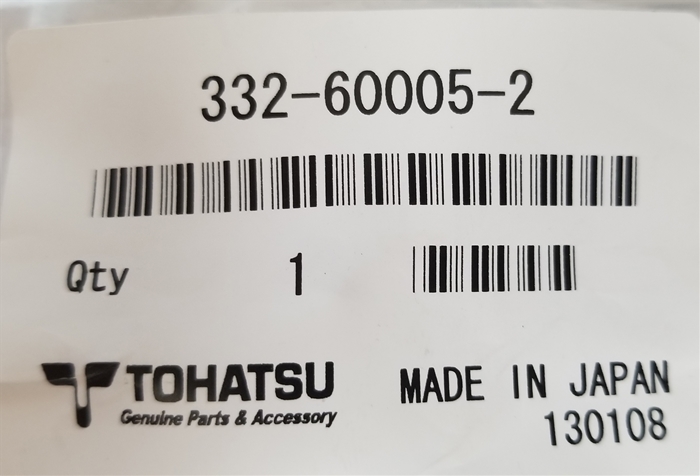 332-60005-2
Qty 1
TOHATSU
Genuine Parts & Accessory
MADE IN JAPAN
130108